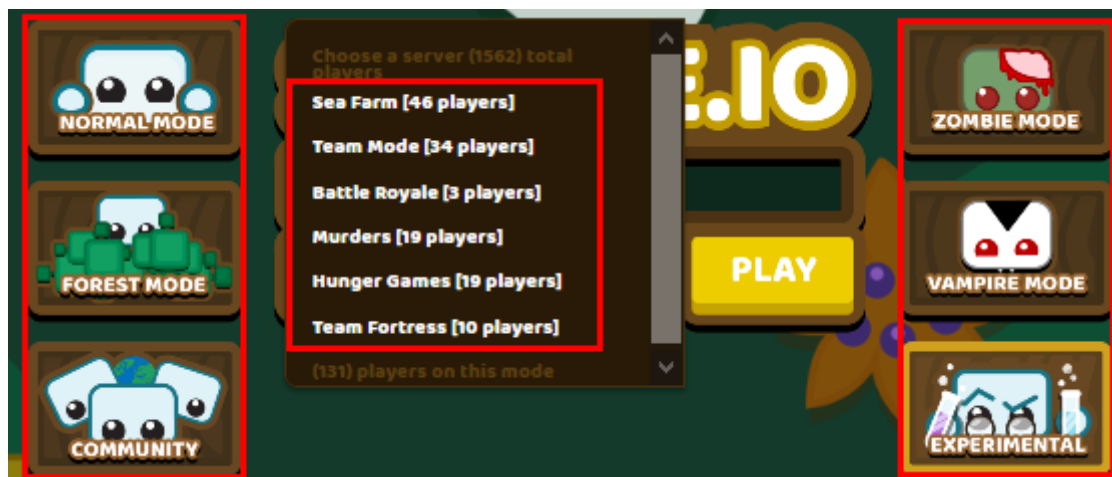 NORMAL MODE
FOREST MODE
COMMUNITY
Choose a server (1562) total
players
Sea Farm [46 players]
Team Mode [34 players]
Battle Royale [3 players]
Murders [19 players]
Hunger Games [19 players]
Team Fortress [10 players]
(131) players on this mode
.IO
PLAY
ZOMBIE MODE
VAMPIRE MODE
EXPERIMENTAL